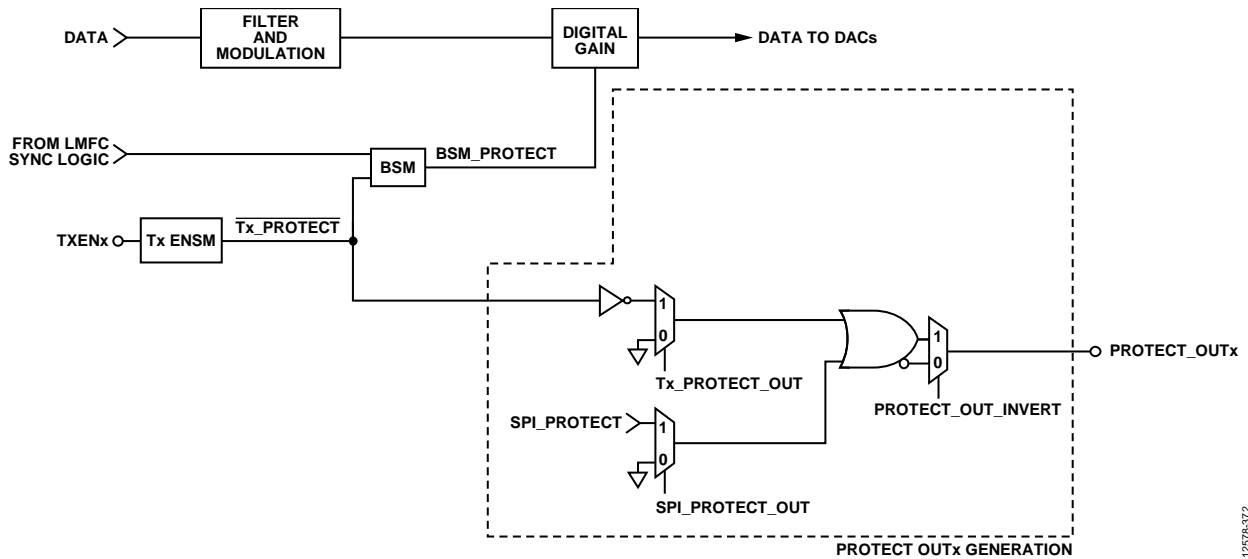 DATA
FILTER
AND
MODULATION
DIGITAL
GAIN
DATA TO DACs
FROM LMFC
SYNC LOGIC
BSM
BSM_PROTECT
TXENx
Tx ENSM
Tx_PROTECT
1
0
Tx_PROTECT_OUT
1
0
PROTECT_OUTx
PROTECT_OUT_INVERT
SPI_PROTECT
1
0
SPI_PROTECT_OUT
PROTECT OUTx GENERATION
12578-372